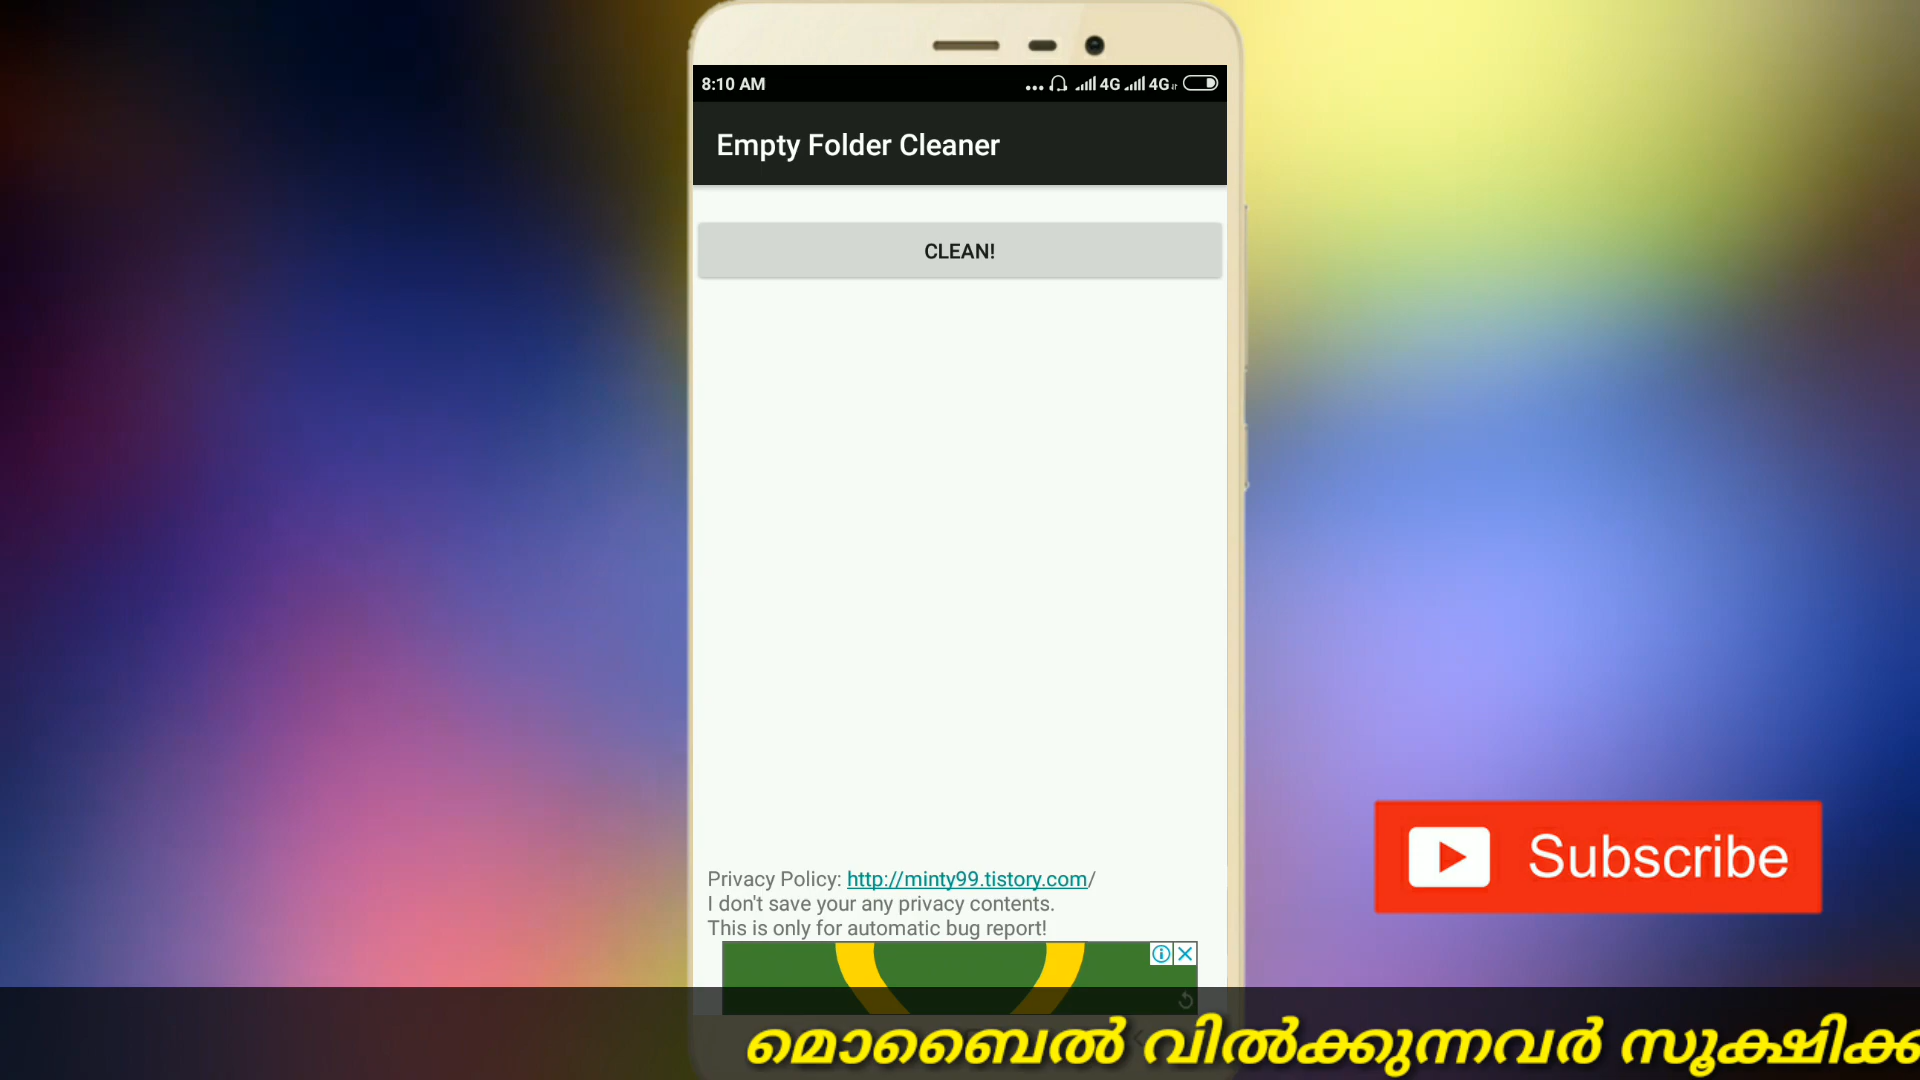 8:10 AM
4G 4G
Empty Folder Cleaner
CLEAN!
Privacy Policy: http://minty99.tistory.com/
I don't save your any privacy contents.
This is only for automatic bug report!
Subscribe
മൊബൈൽ വിൽക്കുന്നവർ